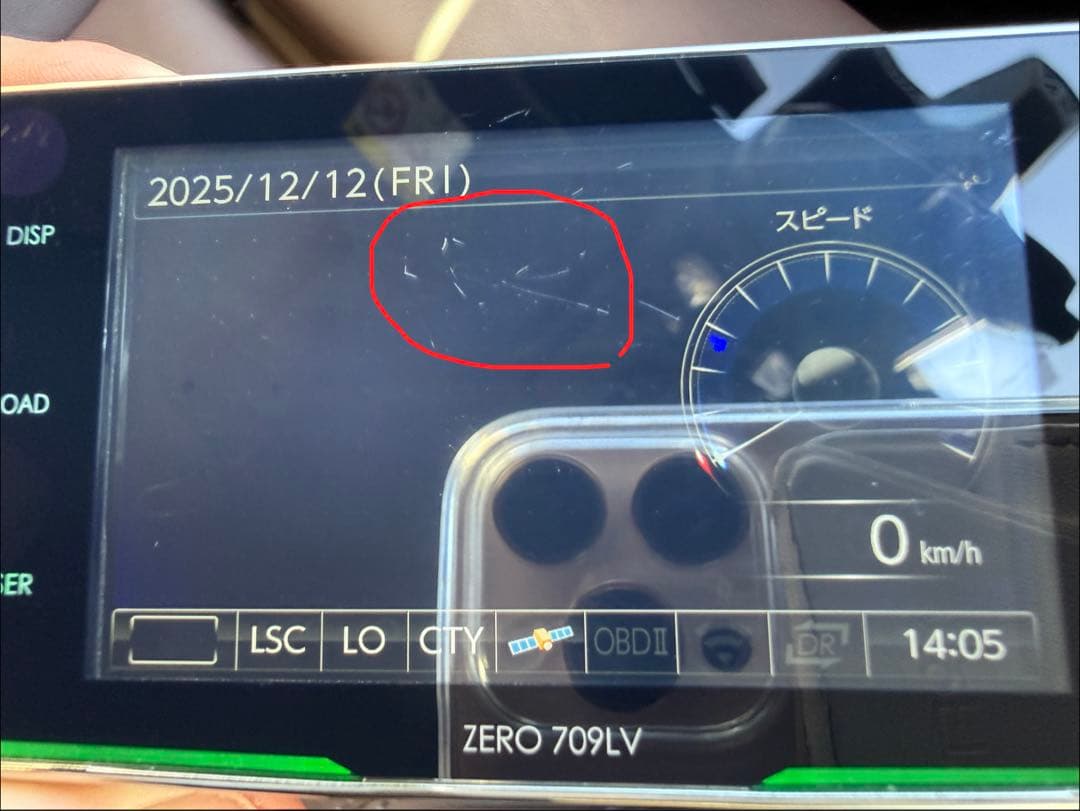 2025/12/12(FRI)
DISP
スピード
OAD
0 km/h
SER
LSC LO CTY OBDⅡ DR 14:05
ZERO 709LV